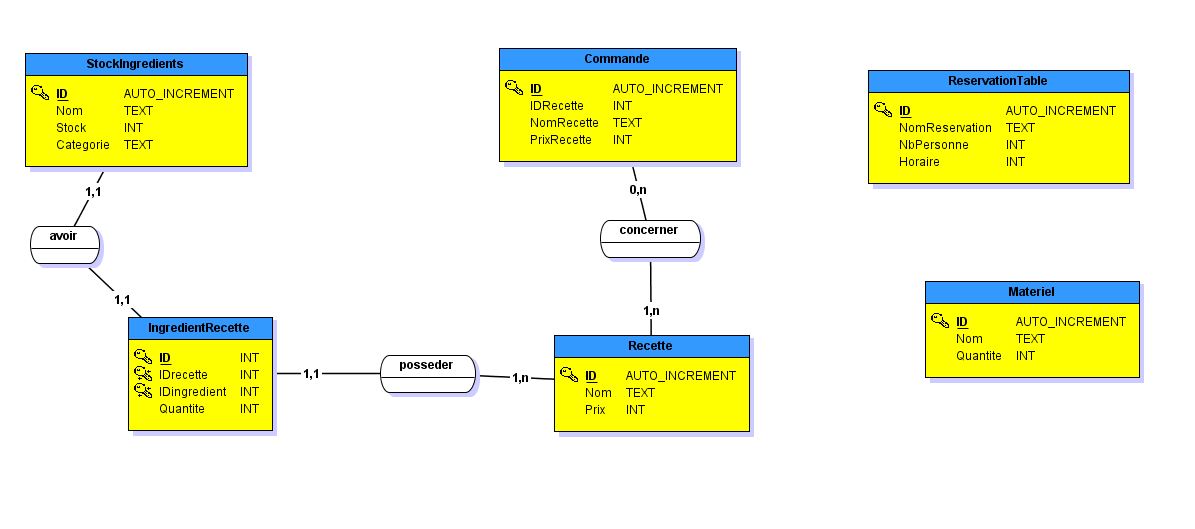 StockIngredients
ID AUTO_INCREMENT
Nom TEXT
Stock INT
Categorie TEXT
Commande
ID AUTO_INCREMENT
IDRecette INT
NomRecette TEXT
PrixRecette INT
ReservationTable
ID AUTO_INCREMENT
NomReservation TEXT
NbPersonne INT
Horaire INT
1,1
avoir
1,1
0,n
concerner
1,n
IngredientRecette
ID INT
IDrecette INT
IDingredient INT
Quantite INT
1,1
posseder
1,n
Recette
ID AUTO_INCREMENT
Nom TEXT
Prix INT
Materiel
ID AUTO_INCREMENT
Nom TEXT
Quantite INT